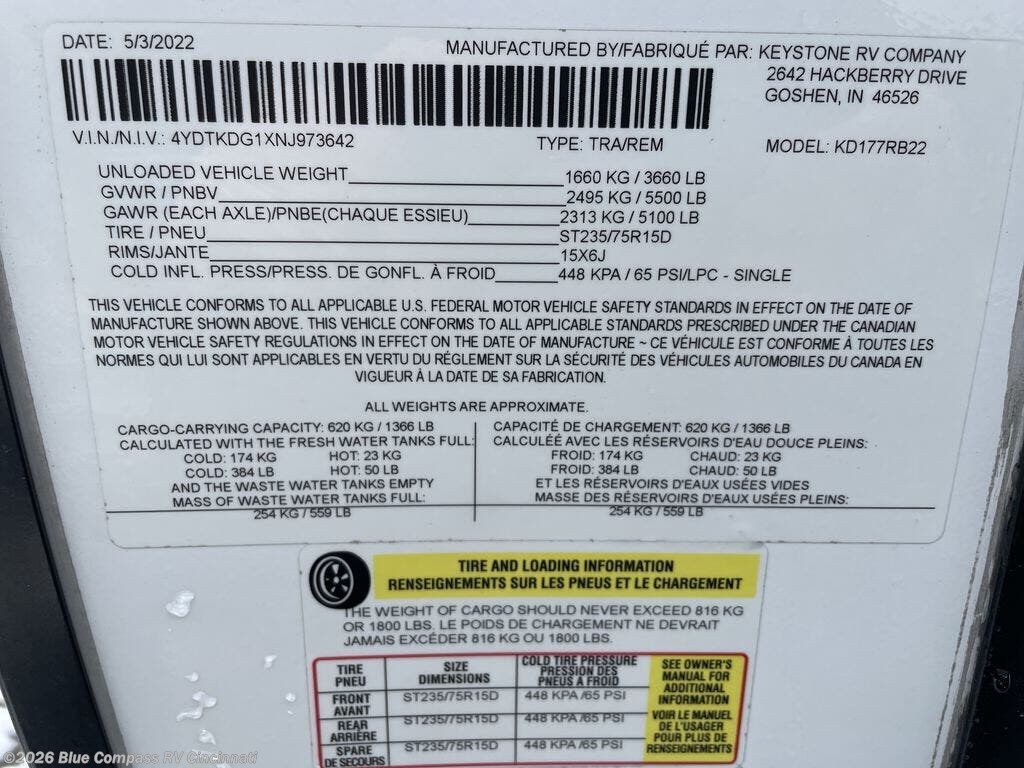 DATE: 5/3/2022
MANUFACTURED BY/FABRIQUÉ PAR: KEYSTONE RV COMPANY
2642 HACKBERRY DRIVE
GOSHEN, IN 46526
V.I.N./N.I.V.: 4YDTKDG1XNJ973642
TYPE: TRA/REM
MODEL: KD177RB22
UNLOADED VEHICLE WEIGHT 1660 KG / 3660 LB
GVWR / PNBV 2495 KG / 5500 LB
GAWR (EACH AXLE)/PNBE(CHAQUE ESSIEU) 2313 KG / 5100 LB
TIRE / PNEU ST235/75R15D
RIMS/JANTE 15X6J
COLD INFL. PRESS/PRESS. DE GONFL. À FROID 448 KPA / 65 PSI/LPC - SINGLE
THIS VEHICLE CONFORMS TO ALL APPLICABLE U.S. FEDERAL MOTOR VEHICLE SAFETY STANDARDS IN EFFECT ON THE DATE OF
MANUFACTURE SHOWN ABOVE. THIS VEHICLE CONFORMS TO ALL APPLICABLE STANDARDS PRESCRIBED UNDER THE CANADIAN
MOTOR VEHICLE SAFETY REGULATIONS IN EFFECT ON THE DATE OF MANUFACTURE ~ CE VÉHICULE EST CONFORME À TOUTES LES
NORMES QUI LUI SONT APPLICABLES EN VERTU DU RÉGLEMENT SUR LA SÉCURITÉ DES VÉHICULES AUTOMOBILES DU CANADA EN
VIGUEUR À LA DATE DE SA FABRICATION.
ALL WEIGHTS ARE APPROXIMATE.
CARGO-CARRYING CAPACITY: 620 KG / 1366 LB
CALCULATED WITH THE FRESH WATER TANKS FULL:
COLD: 174 KG HOT: 23 KG
COLD: 384 LB HOT: 50 LB
AND THE WASTE WATER TANKS EMPTY
MASS OF WASTE WATER TANKS FULL:
254 KG / 559 LB
CAPACITÉ DE CHARGEMENT: 620 KG / 1366 LB
CALCULÉE AVEC LES RÉSERVOIRS D'EAU DOUCE PLEINS:
FROID: 174 KG CHAUD: 23 KG
FROID: 384 LB CHAUD: 50 LB
ET LES RÉSERVOIRS D'EAUX USÉES VIDES
MASSE DES RÉSERVOIRS D'EAUX USÉES PLEINS:
254 KG / 559 LB
TIRE AND LOADING INFORMATION
RENSEIGNEMENTS SUR LES PNEUS ET LE CHARGEMENT
THE WEIGHT OF CARGO SHOULD NEVER EXCEED 816 KG
OR 1800 LBS. LE POIDS DE CHARGEMENT NE DEVRAIT
JAMAIS EXCÉDER 816 KG OU 1800 LBS.
TIRE
PNEU
SIZE
DIMENSIONS
COLD TIRE PRESSURE
PRESSION DES
PNEUS A FROID
FRONT
AVANT
ST235/75R15D
448 KPA /65 PSI
REAR
ARRIÈRE
ST235/75R15D
448 KPA /65 PSI
SPARE
DE SECOURS
ST235/75R15D
448 KPA /65 PSI
SEE OWNER'S
MANUAL FOR
ADDITIONAL
INFORMATION
VOIR LE MANUEL
DE L'USAGER
POUR PLUS DE
RENSEIGNEMENTS
©2026 Blue Compass RV Cincinnati